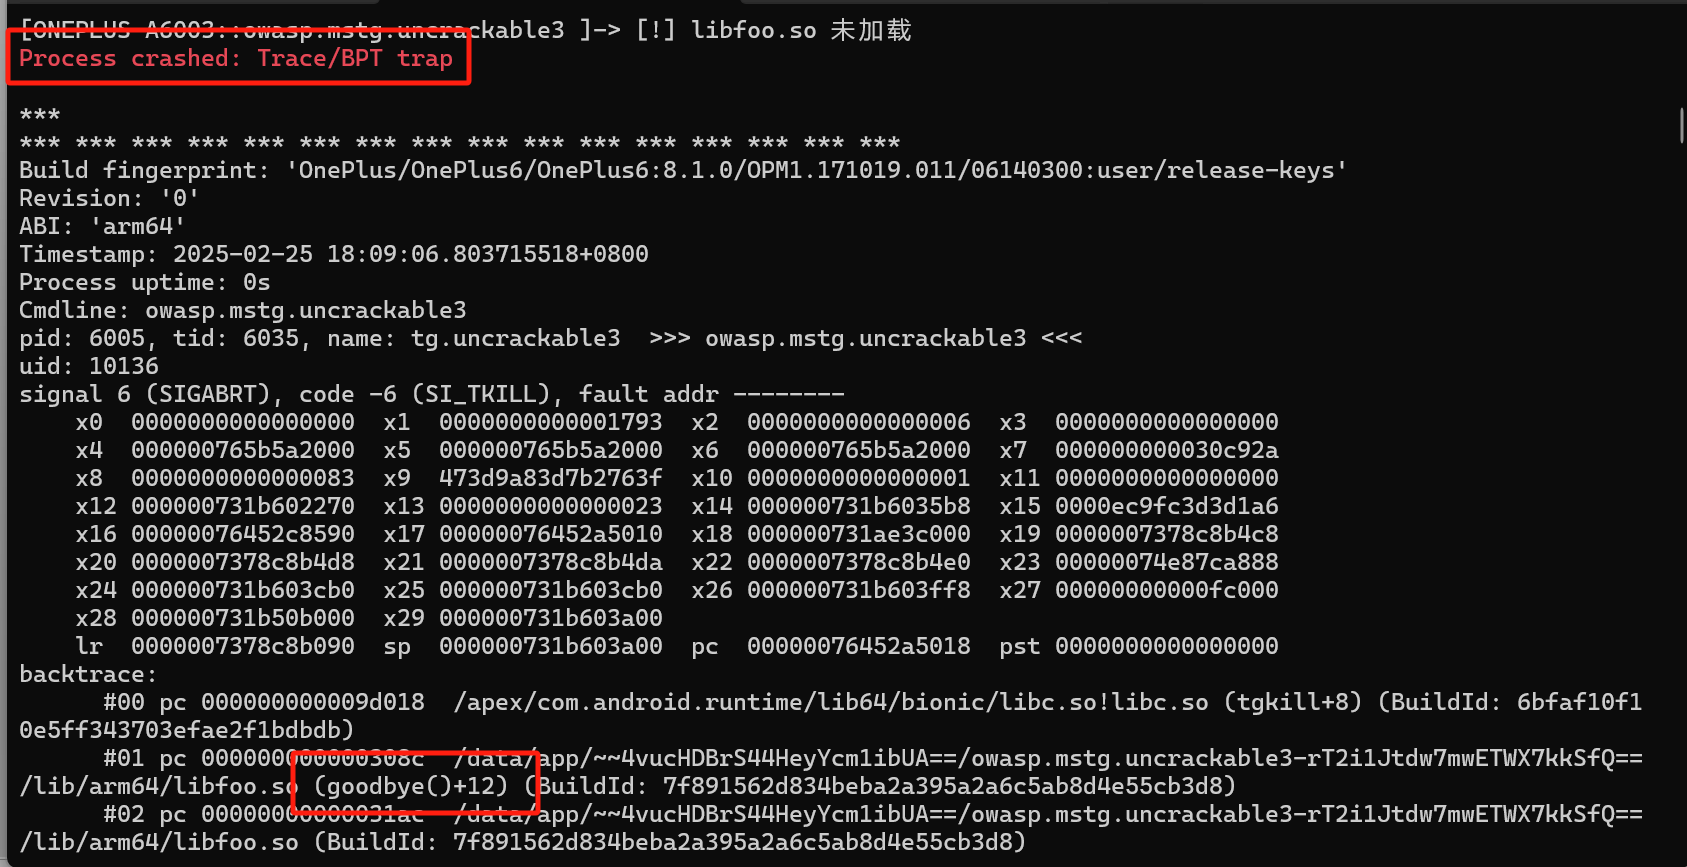 [ONEPLUS A6003::owasp.mstg.uncrackable3 ]-> [!] libfoo.so 未加载
Process crashed: Trace/BPT trap
***
*** *** *** *** *** *** *** *** *** *** *** *** *** *** *** ***
Build fingerprint: 'OnePlus/OnePlus6/OnePlus6:8.1.0/OPM1.171019.011/06140300:user/release-keys'
Revision: '0'
ABI: 'arm64'
Timestamp: 2025-02-25 18:09:06.803715518+0800
Process uptime: 0s
Cmdline: owasp.mstg.uncrackable3
pid: 6005, tid: 6035, name: tg.uncrackable3  >>> owasp.mstg.uncrackable3 <<<
uid: 10136
signal 6 (SIGABRT), code -6 (SI_TKILL), fault addr --------
    x0  0000000000000000  x1  0000000000001793  x2  0000000000000006  x3  0000000000000000
    x4  000000765b5a2000  x5  000000765b5a2000  x6  000000765b5a2000  x7  000000000030c92a
    x8  0000000000000083  x9  473d9a83d7b2763f  x10 0000000000000001  x11 0000000000000000
    x12 000000731b602270  x13 0000000000000023  x14 000000731b6035b8  x15 0000ec9fc3d3d1a6
    x16 00000076452c8590  x17 00000076452a5010  x18 000000731ae3c000  x19 0000007378c8b4c8
    x20 0000007378c8b4d8  x21 0000007378c8b4da  x22 0000007378c8b4e0  x23 00000074e87ca888
    x24 000000731b603cb0  x25 000000731b603cb0  x26 000000731b603ff8  x27 00000000000fc000
    x28 000000731b50b000  x29 000000731b603a00
    lr  0000007378c8b090  sp  000000731b603a00  pc  00000076452a5018  pst 0000000000000000
backtrace:
      #00 pc 000000000009d018  /apex/com.android.runtime/lib64/bionic/libc.so!libc.so (tgkill+8) (BuildId: 6bfaf10f1
0e5ff343703efae2f1bdbdb)
      #01 pc 000000000000308c  /data/app/~~4vucHDBrS44HeyYcm1ibUA==/owasp.mstg.uncrackable3-rT2i1Jtdw7mwETWX7kkSfQ==
/lib/arm64/libfoo.so (goodbye()+12) (BuildId: 7f891562d834beba2a395a2a6c5ab8d4e55cb3d8)
      #02 pc 00000000000031ac  /data/app/~~4vucHDBrS44HeyYcm1ibUA==/owasp.mstg.uncrackable3-rT2i1Jtdw7mwETWX7kkSfQ==
/lib/arm64/libfoo.so (BuildId: 7f891562d834beba2a395a2a6c5ab8d4e55cb3d8)